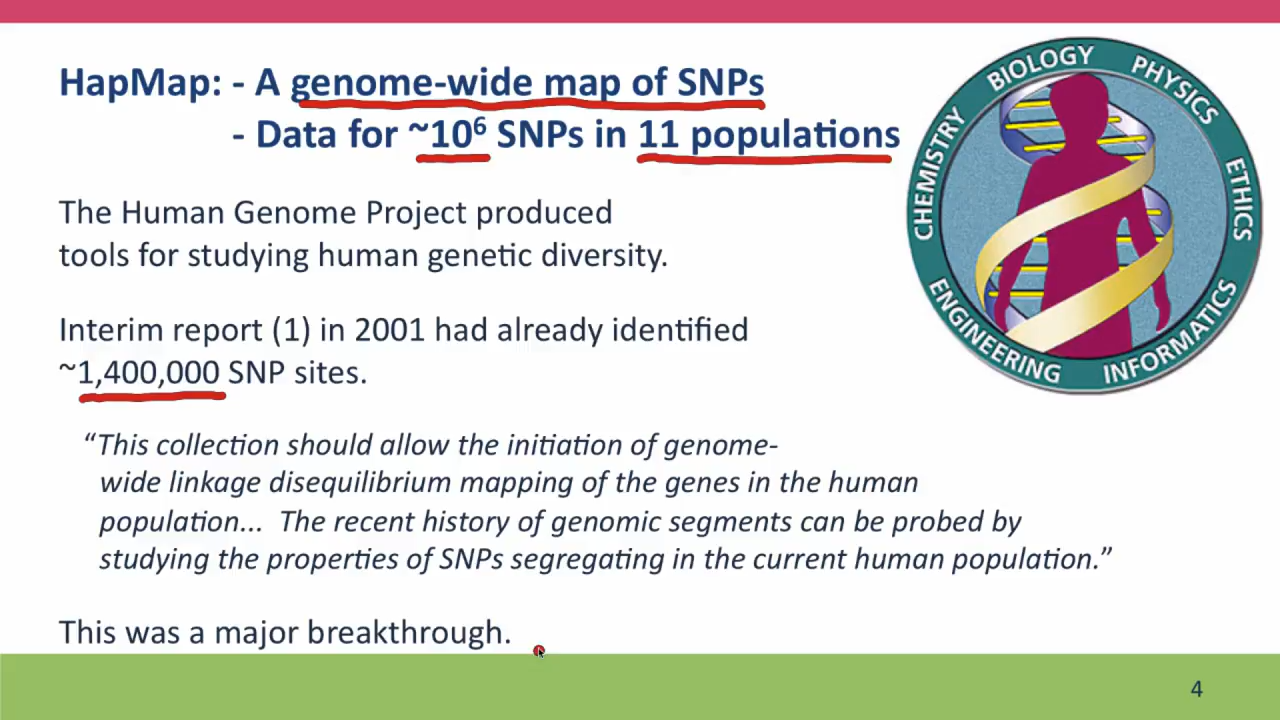 HapMap: - A genome-wide map of SNPs
- Data for ~10⁶ SNPs in 11 populations
The Human Genome Project produced
tools for studying human genetic diversity.
Interim report (1) in 2001 had already identified
~1,400,000 SNP sites.
“This collection should allow the initiation of genome-
wide linkage disequilibrium mapping of the genes in the human
population... The recent history of genomic segments can be probed by
studying the properties of SNPs segregating in the current human population.”
This was a major breakthrough.
CHEMISTRY
BIOLOGY
PHYSICS
ETHICS
INFORMATICS
ENGINEERING
4